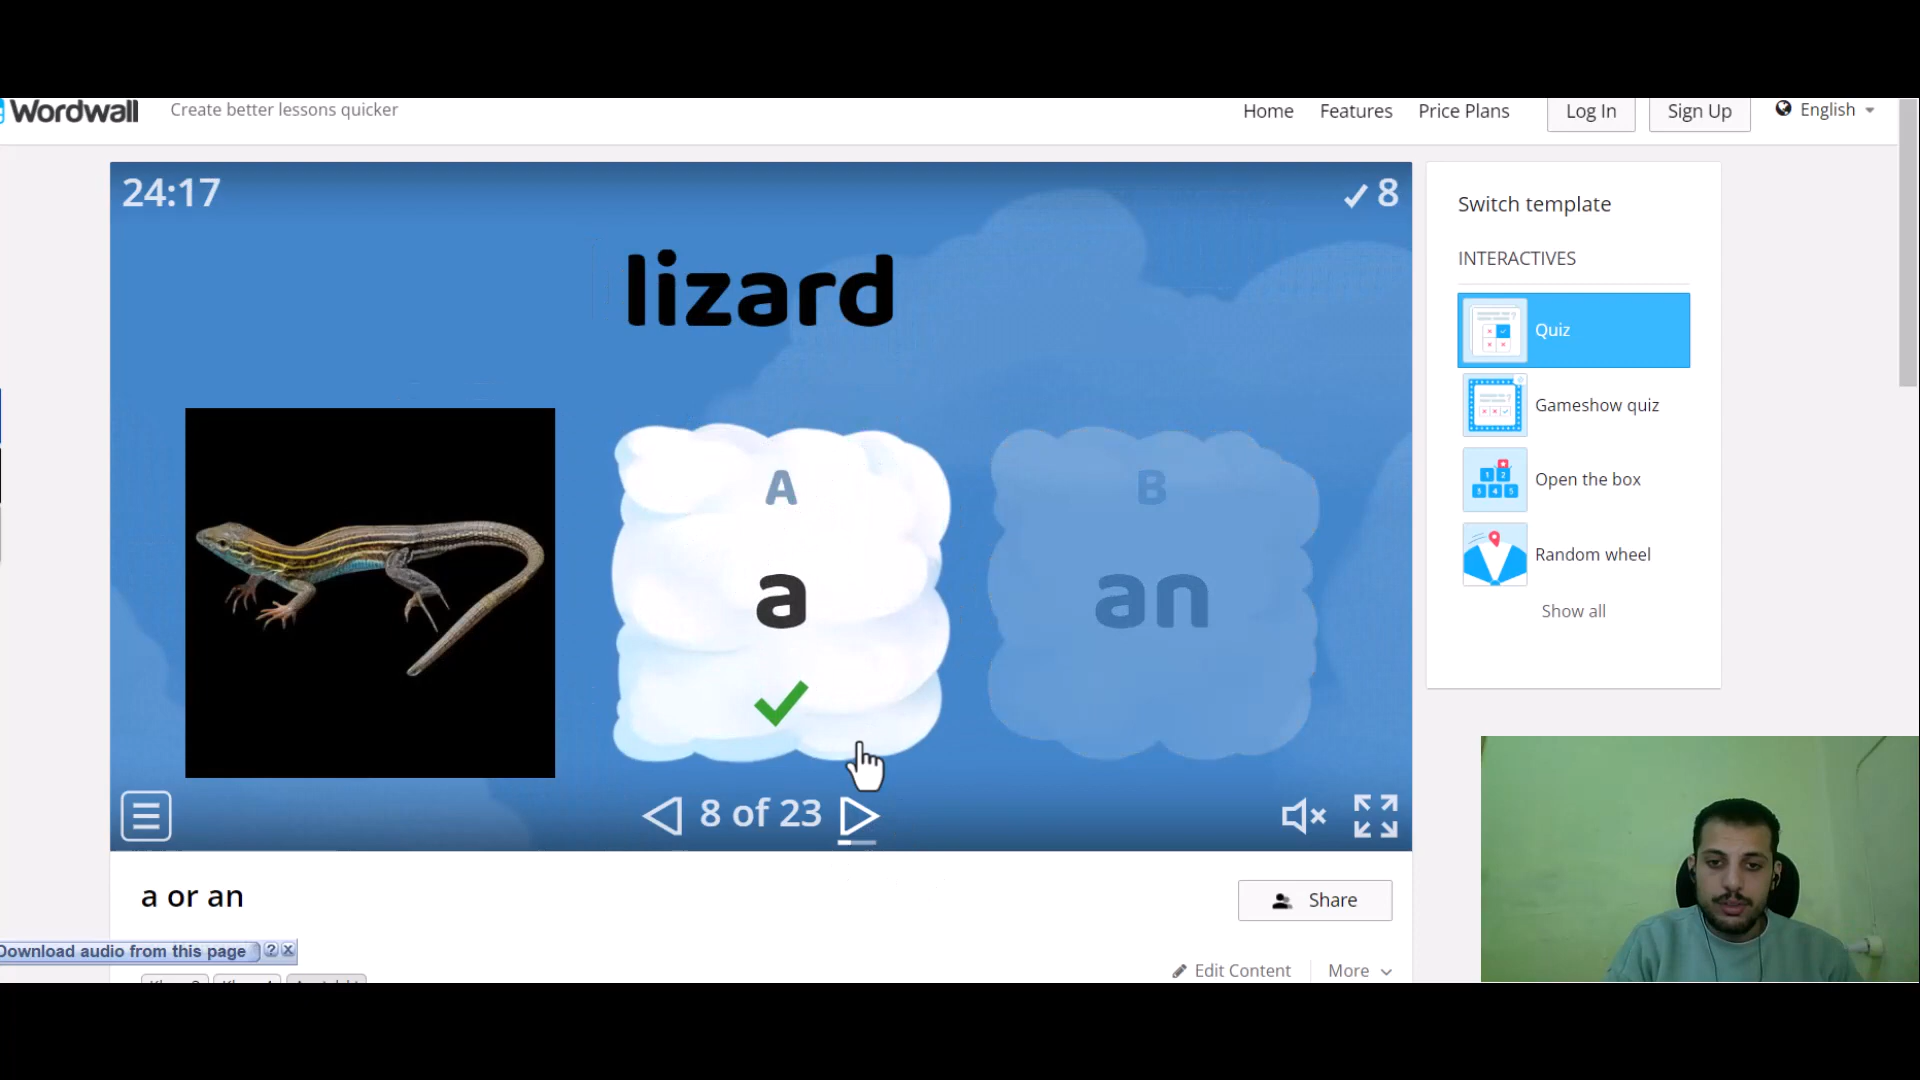 Wordwall
Create better lessons quicker
Home Features Price Plans Log In Sign Up English
24:17
8
lizard
A
a
B
an
8 of 23
Switch template
INTERACTIVES
Quiz
Gameshow quiz
Open the box
Random wheel
Show all
a or an
Share
Download audio from this page
Edit Content More